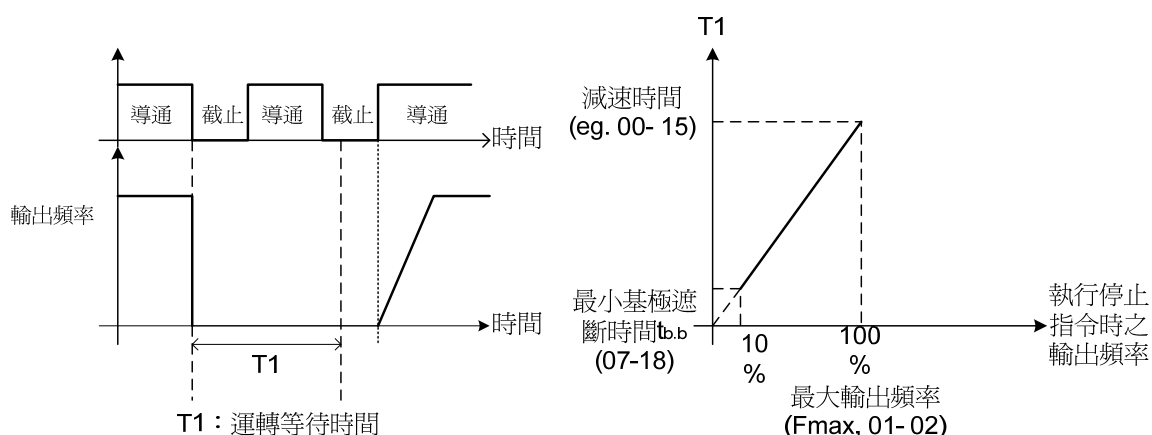 導通
截止
導通
截止
導通
時間
輸出頻率
時間
T1
T1：運轉等待時間
T1
減速時間
(eg. 00- 15)
最小基極遮
斷時間tb.b
(07-18)
10
%
100
%
最大輸出頻率
(Fmax, 01- 02)
執行停止
指令時之
輸出頻率